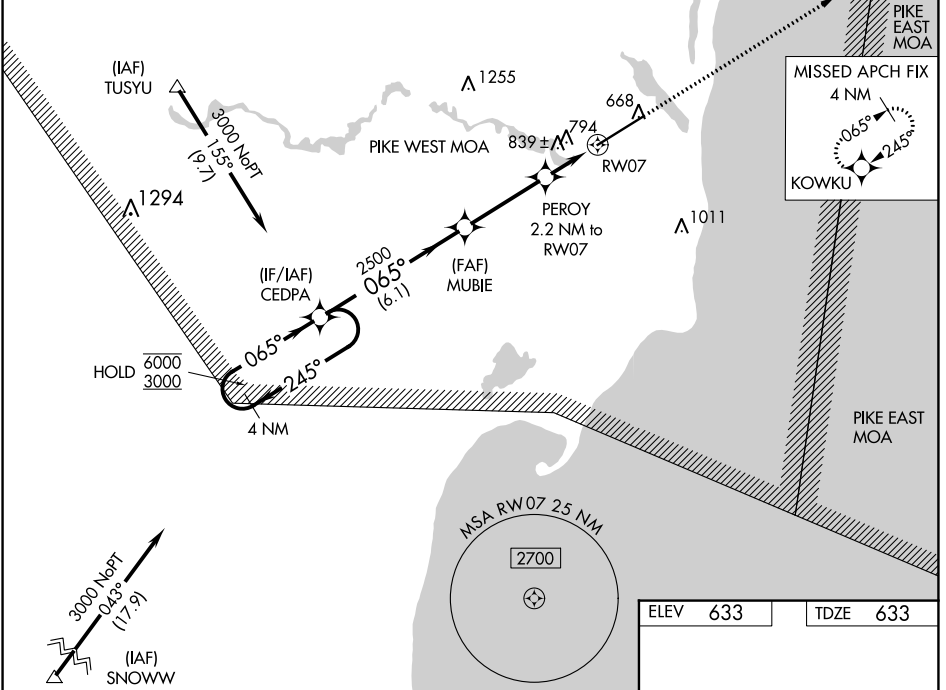 PIKE
EAST
MOA
(IAF)
TUSYU
3000 NoPT
155°
(9.7)
1255
668
839 ±
794
PIKE WEST MOA
RW07
MISSED APCH FIX
4 NM
065°
245°
KOWKU
1294
PEROY
2.2 NM to
RW07
1011
(FAF)
MUBIE
2500
065°
(6.1)
(IF/IAF)
CEDPA
065°
245°
HOLD
6000
3000
4 NM
PIKE EAST
MOA
MSA RW07 25 NM
2700
3000 NoPT
043°
(17.9)
(IAF)
SNOWW
ELEV 633
TDZE 633